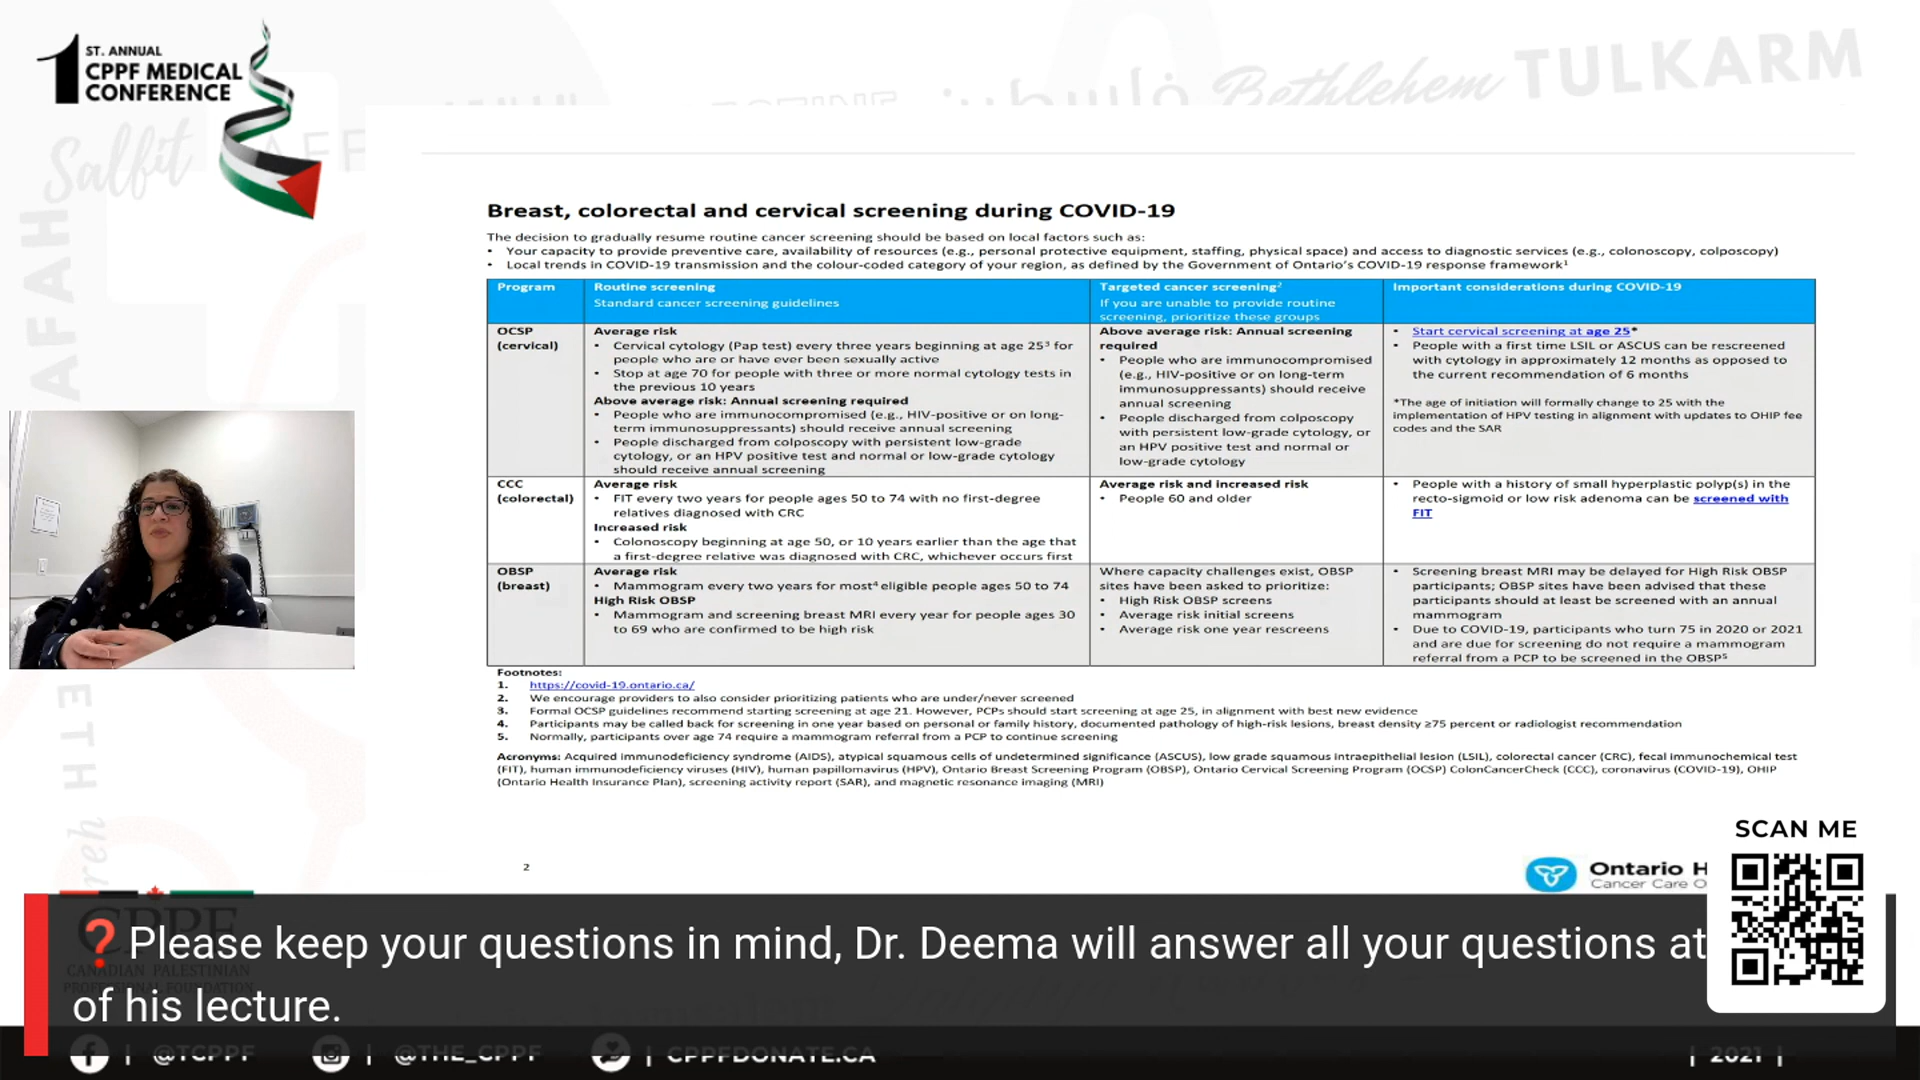 1 ST. ANNUAL
CPPF MEDICAL
CONFERENCE
Salfit
فلسطين
Bethlehem
TULKARM
Breast, colorectal and cervical screening during COVID-19
The decision to gradually resume routine cancer screening should be based on local factors such as:
• Your capacity to provide preventive care, availability of resources (e.g., personal protective equipment, staffing, physical space) and access to diagnostic services (e.g., colonoscopy, colposcopy)
• Local trends in COVID-19 transmission and the colour-coded category of your region, as defined by the Government of Ontario's COVID-19 response framework¹
Program
Routine screening
Standard cancer screening guidelines
Targeted cancer screening²
If you are unable to provide routine
screening, prioritize these groups
Important considerations during COVID-19
OCSP
(cervical)
Average risk
• Cervical cytology (Pap test) every three years beginning at age 25³ for
people who are or have ever been sexually active
• Stop at age 70 for people with three or more normal cytology tests in
the previous 10 years
Above average risk: Annual screening required
• People who are immunocompromised (e.g., HIV-positive or on long-
term immunosuppressants) should receive annual screening
• People discharged from colposcopy with persistent low-grade
cytology, or an HPV positive test and normal or low-grade cytology
should receive annual screening
Above average risk: Annual screening
required
• People who are immunocompromised
(e.g., HIV-positive or on long-term
immunosuppressants) should receive
annual screening
• People discharged from colposcopy
with persistent low-grade cytology, or
an HPV positive test and normal or
low-grade cytology
• Start cervical screening at age 25*
• People with a first time LSIL or ASCUS can be rescreened
with cytology in approximately 12 months as opposed to
the current recommendation of 6 months
*The age of initiation will formally change to 25 with the
implementation of HPV testing in alignment with updates to OHIP fee
codes and the SAR
CCC
(colorectal)
Average risk
• FIT every two years for people ages 50 to 74 with no first-degree
relatives diagnosed with CRC
Increased risk
• Colonoscopy beginning at age 50, or 10 years earlier than the age that
a first-degree relative was diagnosed with CRC, whichever occurs first
Average risk and increased risk
• People 60 and older
• People with a history of small hyperplastic polyp(s) in the
recto-sigmoid or low risk adenoma can be screened with
FIT
OBSP
(breast)
Average risk
• Mammogram every two years for most⁴ eligible people ages 50 to 74
High Risk OBSP
• Mammogram and screening breast MRI every year for people ages 30
to 69 who are confirmed to be high risk
Where capacity challenges exist, OBSP
sites have been asked to prioritize:
• High Risk OBSP screens
• Average risk initial screens
• Average risk one year rescreens
• Screening breast MRI may be delayed for High Risk OBSP
participants; OBSP sites have been advised that these
participants should at least be screened with an annual
mammogram
• Due to COVID-19, participants who turn 75 in 2020 or 2021
and are due for screening do not require a mammogram
referral from a PCP to be screened in the OBSP⁵
Footnotes:
1. https://covid-19.ontario.ca/
2. We encourage providers to also consider prioritizing patients who are under/never screened
3. Formal OCSP guidelines recommend starting screening at age 21. However, PCPs should start screening at age 25, in alignment with best new evidence
4. Participants may be called back for screening in one year based on personal or family history, documented pathology of high-risk lesions, breast density ≥75 percent or radiologist recommendation
5. Normally, participants over age 74 require a mammogram referral from a PCP to continue screening
Acronyms: Acquired immunodeficiency syndrome (AIDS), atypical squamous cells of undetermined significance (ASCUS), low grade squamous intraepithelial lesion (LSIL), colorectal cancer (CRC), fecal immunochemical test
(FIT), human immunodeficiency viruses (HIV), human papillomavirus (HPV), Ontario Breast Screening Program (OBSP), Ontario Cervical Screening Program (OCSP) ColonCancerCheck (CCC), coronavirus (COVID-19), OHIP
(Ontario Health Insurance Plan), screening activity report (SAR), and magnetic resonance imaging (MRI)
2
Ontario H
Cancer Care O
SCAN ME
CPPF
CANADIAN PALESTINIAN
PROFESSIONAL FOUNDATION
❓Please keep your questions in mind, Dr. Deema will answer all your questions at
of his lecture.
| @TCPPF
| @THE_CPPF
| CPPFDONATE.CA
| 2021 |